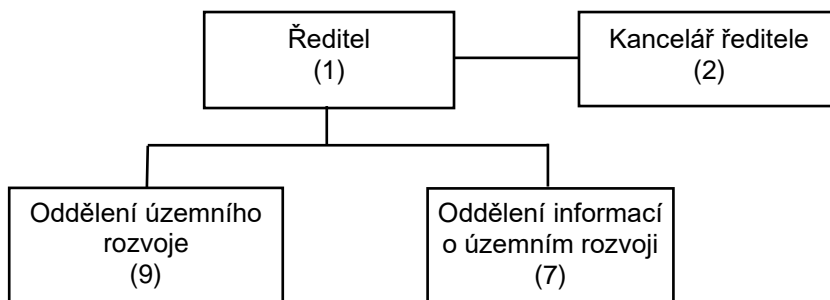 Ředitel
(1)
Kancelář ředitele
(2)
Oddělení územního
rozvoje
(9)
Oddělení informací
o územním rozvoji
(7)